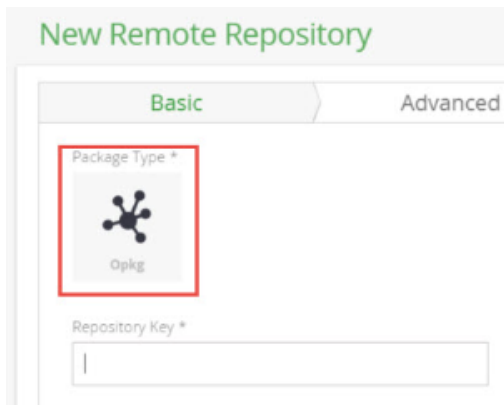 New Remote Repository
Basic
Advanced
Package Type *
Opkg
Repository Key *